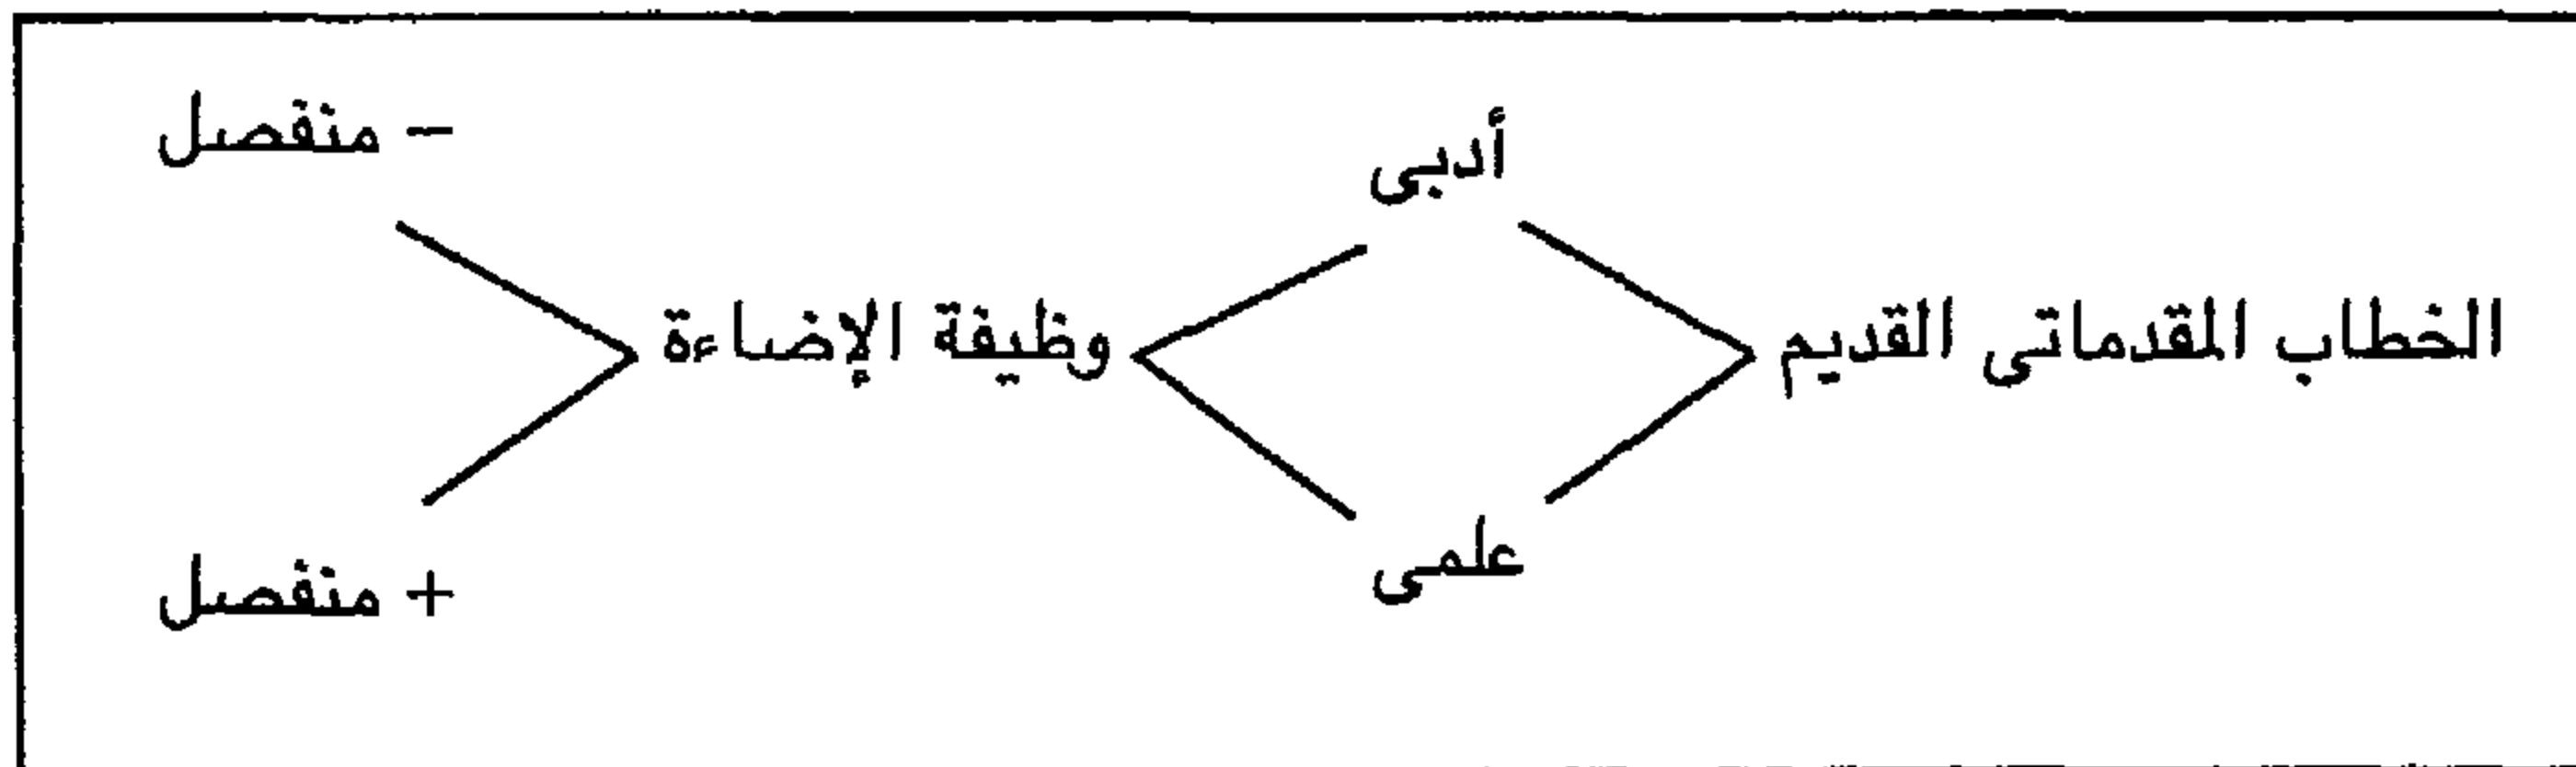 الخطاب المقدماتى القديم
أدبى
علمى
وظيفة الإضاءة
- منفصل
+ منفصل